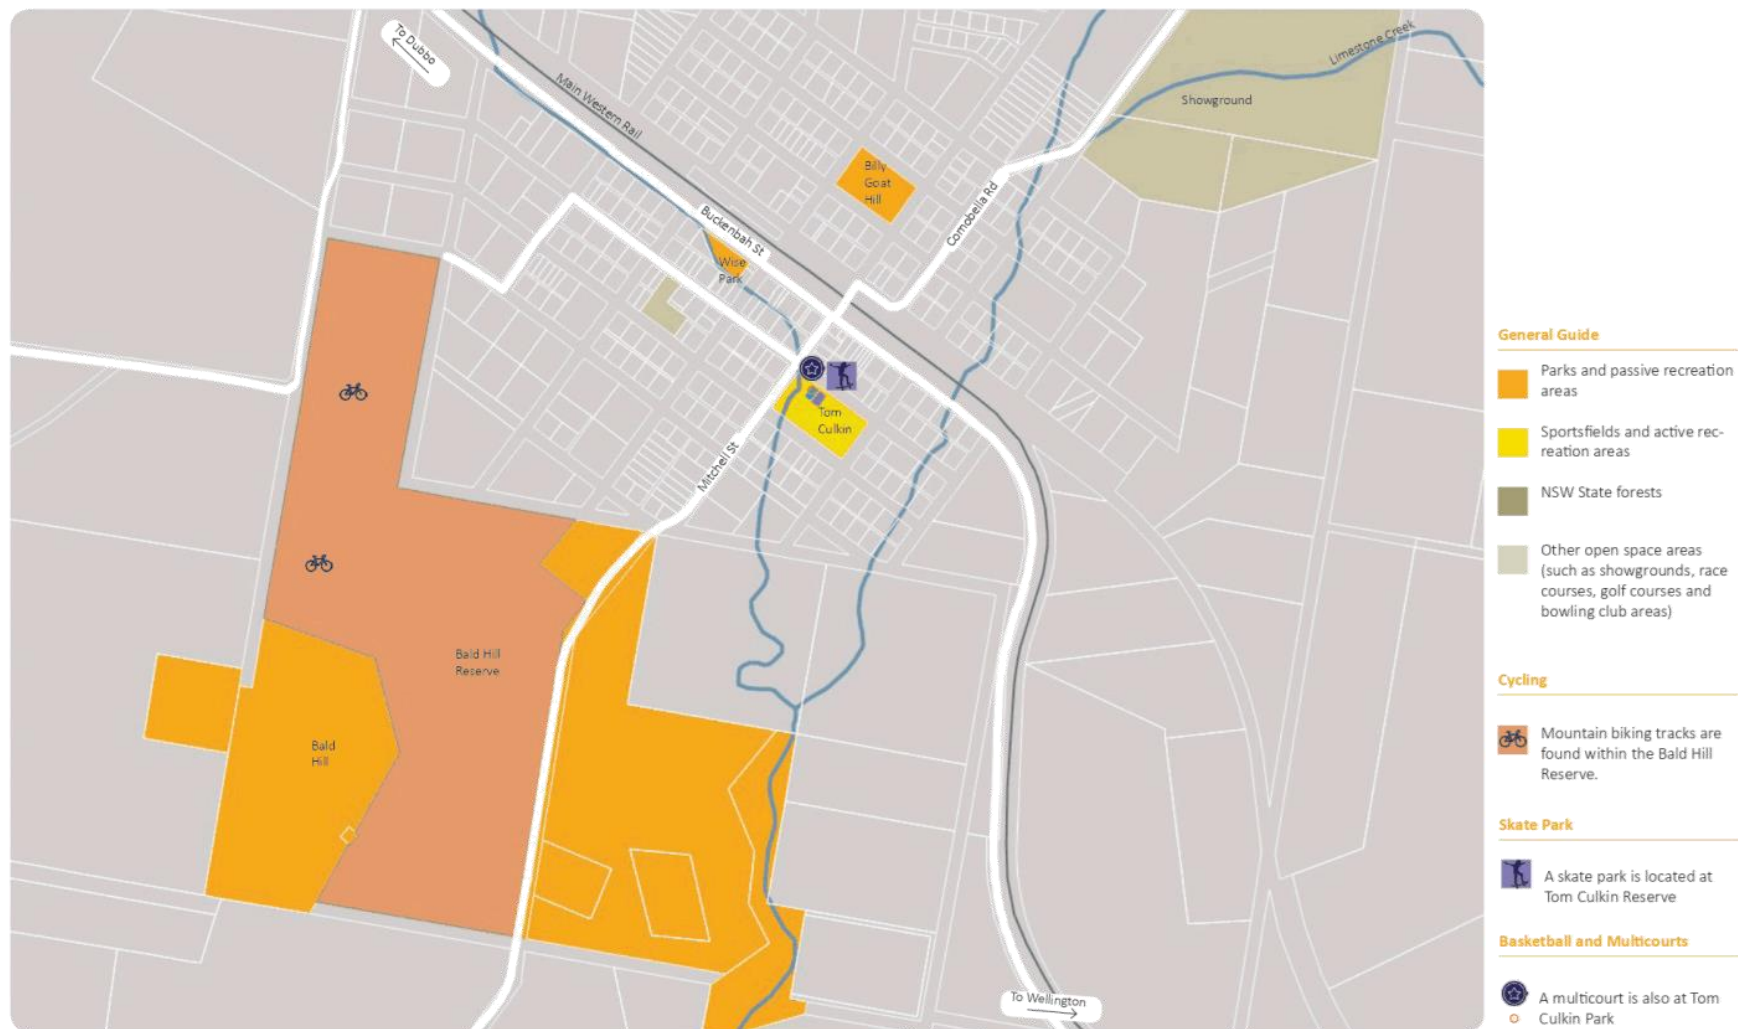 To Dubbo
Main Western Rail
Limestone Creek
Showground
Billy
Goat
Hill
Comobella Rd
Buckenbah St
Wise
Park
Tom
Culkin
Mitchell St
Bald Hill
Reserve
Bald
Hill
To Wellington
General Guide
Parks and passive recreation
areas
Sportsfields and active rec-
reation areas
NSW State forests
Other open space areas
(such as showgrounds, race
courses, golf courses and
bowling club areas)
Cycling
Mountain biking tracks are
found within the Bald Hill
Reserve.
Skate Park
A skate park is located at
Tom Culkin Reserve
Basketball and Multicourts
A multicourt is also at Tom
Culkin Park